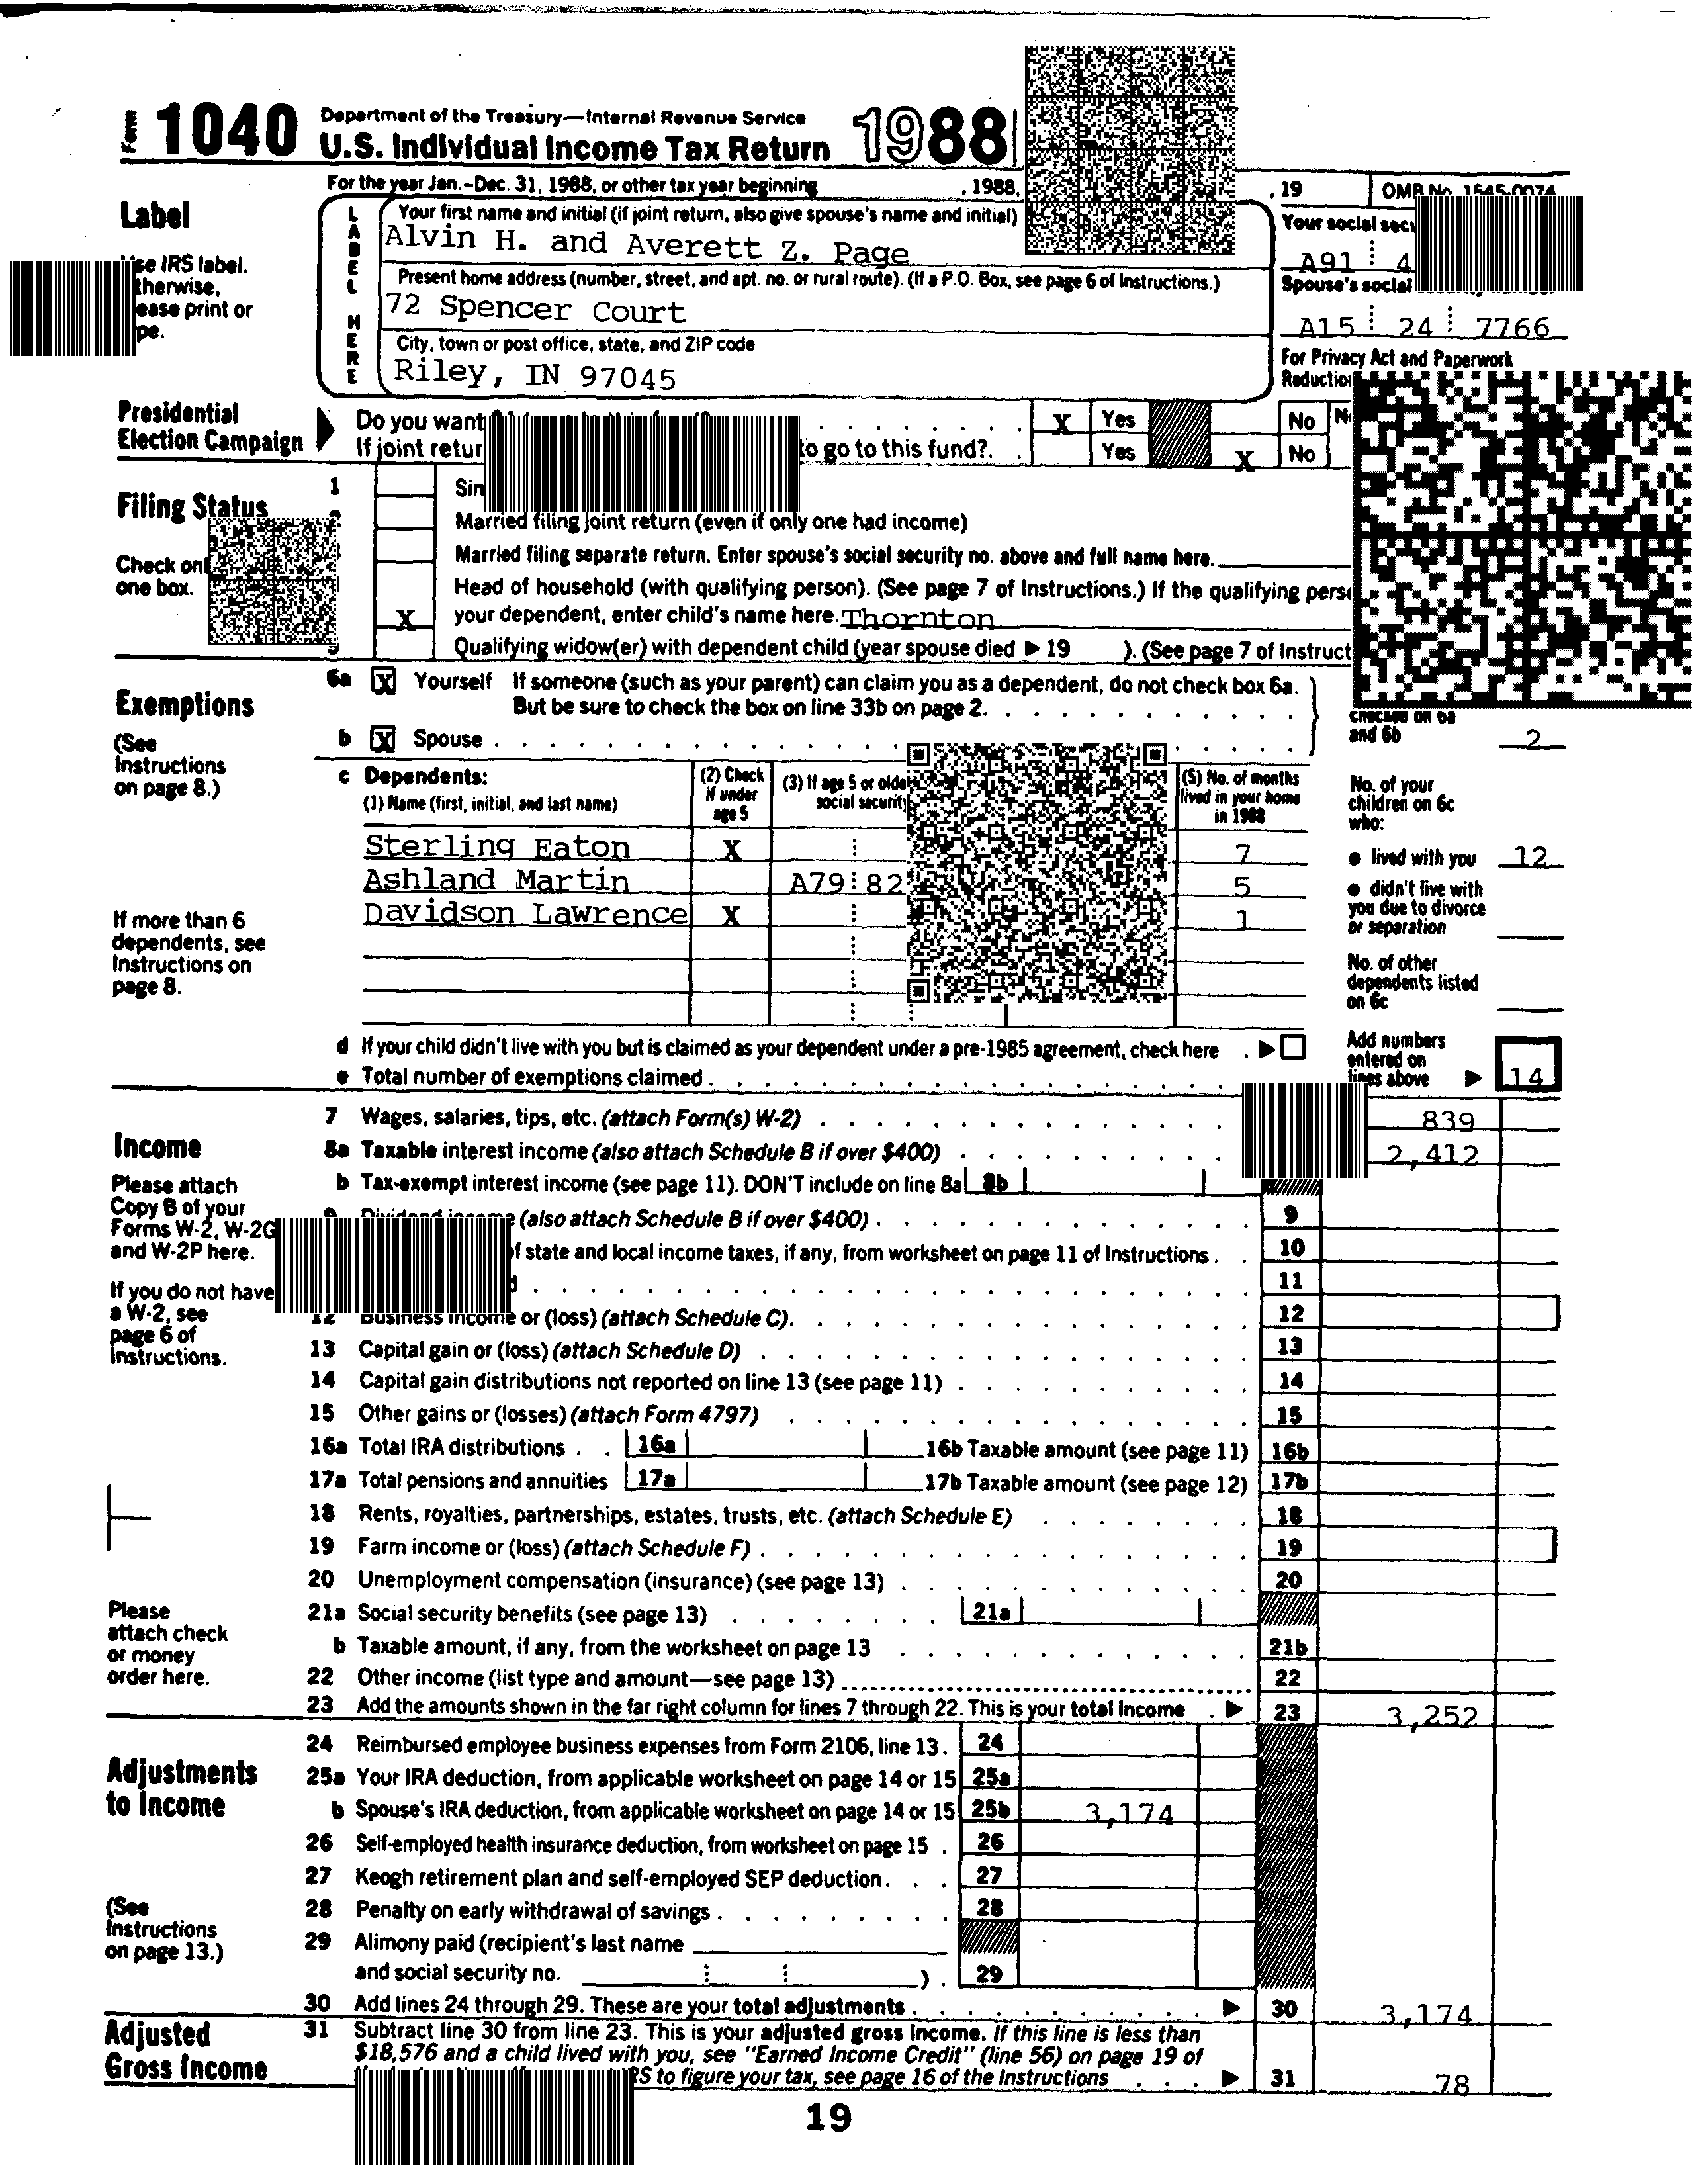 Form 1040 Department of the Treasury—Internal Revenue Service
U.S. Individual Income Tax Return 1988
For the year Jan.–Dec. 31, 1988, or other tax year beginning , 1988, , 19 OMB No. 1545-0074
Label
Use IRS label.
Otherwise,
please print or
type.
LABEL HERE
Your first name and initial (if joint return, also give spouse's name and initial)
Alvin H. and Averett Z. Page
Present home address (number, street, and apt. no. or rural route). (If a P.O. Box, see page 6 of Instructions.)
72 Spencer Court
City, town or post office, state, and ZIP code
Riley, IN 97045
Your social
A91 4
Spouse's social
A15 24 7766
For Privacy Act and Paperwork
Presidential
Election Campaign
Do you want X Yes No
If joint to go to this fund?. Yes X No
Filing Status
Check
one box.
1
Married filing joint return (even if only one had income)
Married filing separate return. Enter spouse's social security no. above and full name here.
Head of household (with qualifying person). (See page 7 of Instructions.) If the qualifying
X your dependent, enter child's name here. Thornton
Qualifying widow(er) with dependent child (year spouse died ▶ 19 ). (See page 7 of
Exemptions
(See
Instructions
on page 8.)
6a X Yourself If someone (such as your parent) can claim you as a dependent, do not check box 6a.
But be sure to check the box on line 33b on page 2.
b X Spouse
checked on 6a
and 6b 2
c Dependents:
(1) Name (first, initial, and last name)
(2) Check if under age 5
(3) If age 5 or
social
(5) No. of months lived in your home in 1988
Sterling Eaton X 7
Ashland Martin A79 82 5
Davidson Lawrence X 1
No. of your
children on 6c
who:
● lived with you 12
● didn't live with
you due to divorce
or separation
No. of other
dependents listed
on 6c
If more than 6
dependents, see
Instructions on
page 8.
d If your child didn't live with you but is claimed as your dependent under a pre-1985 agreement, check here . ▶
e Total number of exemptions claimed
Add numbers
entered on
lines above ▶ 14
Income
Please attach
Copy B of your
Forms W-2, W-2G
and W-2P here.
If you do not have
a W-2, see
page 6 of
Instructions.
7 Wages, salaries, tips, etc. (attach Form(s) W-2) 839
8a Taxable interest income (also attach Schedule B if over $400) 2,412
b Tax-exempt interest income (see page 11). DON'T include on line 8a 8b
9 Dividend income (also attach Schedule B if over $400) 9
of state and local income taxes, if any, from worksheet on page 11 of Instructions 10
11
12 Business income or (loss) (attach Schedule C). 12
13 Capital gain or (loss) (attach Schedule D) 13
14 Capital gain distributions not reported on line 13 (see page 11) 14
15 Other gains or (losses) (attach Form 4797) 15
16a Total IRA distributions 16a 16b Taxable amount (see page 11) 16b
17a Total pensions and annuities 17a 17b Taxable amount (see page 12) 17b
18 Rents, royalties, partnerships, estates, trusts, etc. (attach Schedule E) 18
19 Farm income or (loss) (attach Schedule F) 19
20 Unemployment compensation (insurance) (see page 13) 20
21a Social security benefits (see page 13) 21a
b Taxable amount, if any, from the worksheet on page 13 21b
22 Other income (list type and amount—see page 13) 22
23 Add the amounts shown in the far right column for lines 7 through 22. This is your total income . ▶ 23 3,252
Please
attach check
or money
order here.
Adjustments
to Income
(See
Instructions
on page 13.)
24 Reimbursed employee business expenses from Form 2106, line 13. 24
25a Your IRA deduction, from applicable worksheet on page 14 or 15 25a
b Spouse's IRA deduction, from applicable worksheet on page 14 or 15 25b 3,174
26 Self-employed health insurance deduction, from worksheet on page 15 . 26
27 Keogh retirement plan and self-employed SEP deduction. 27
28 Penalty on early withdrawal of savings 28
29 Alimony paid (recipient's last name
and social security no. ). 29
30 Add lines 24 through 29. These are your total adjustments ▶ 30 3,174
Adjusted
Gross Income
31 Subtract line 30 from line 23. This is your adjusted gross income. If this line is less than
$18,576 and a child lived with you, see "Earned Income Credit" (line 56) on page 19 of
to figure your tax, see page 16 of the Instructions ▶ 31 78
19